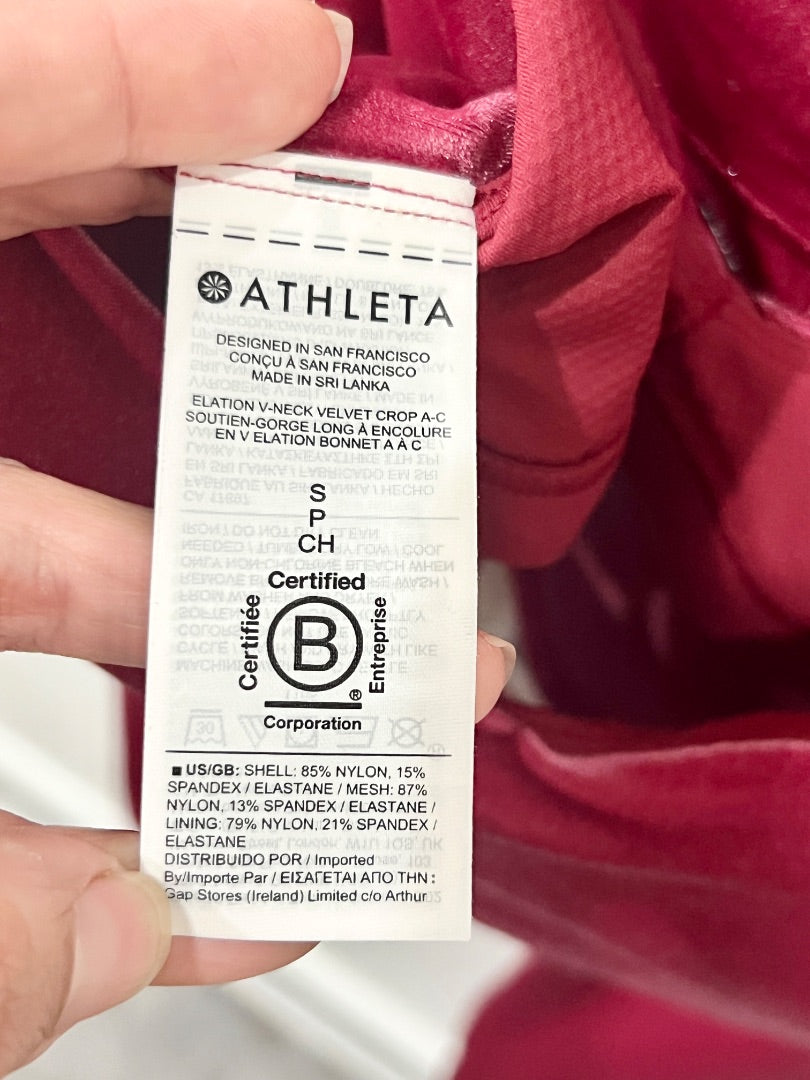 ATHLETA
DESIGNED IN SAN FRANCISCO
CONÇU À SAN FRANCISCO
MADE IN SRI LANKA
ELATION V-NECK VELVET CROP A-C
SOUTIEN-GORGE LONG À ENCOLURE
EN V ELATION BONNET A À C
S
P
CH
Certified
Certifiée
B
Entreprise
®
Corporation
■ US/GB: SHELL: 85% NYLON, 15%
SPANDEX / ELASTANE / MESH: 87%
NYLON, 13% SPANDEX / ELASTANE /
LINING: 79% NYLON, 21% SPANDEX /
ELASTANE
DISTRIBUIDO POR / Imported
By/Importe Par / ΕΙΣΑΓΕΤΑΙ ΑΠΟ ΤΗΝ :
Gap Stores (Ireland) Limited c/o Arthur